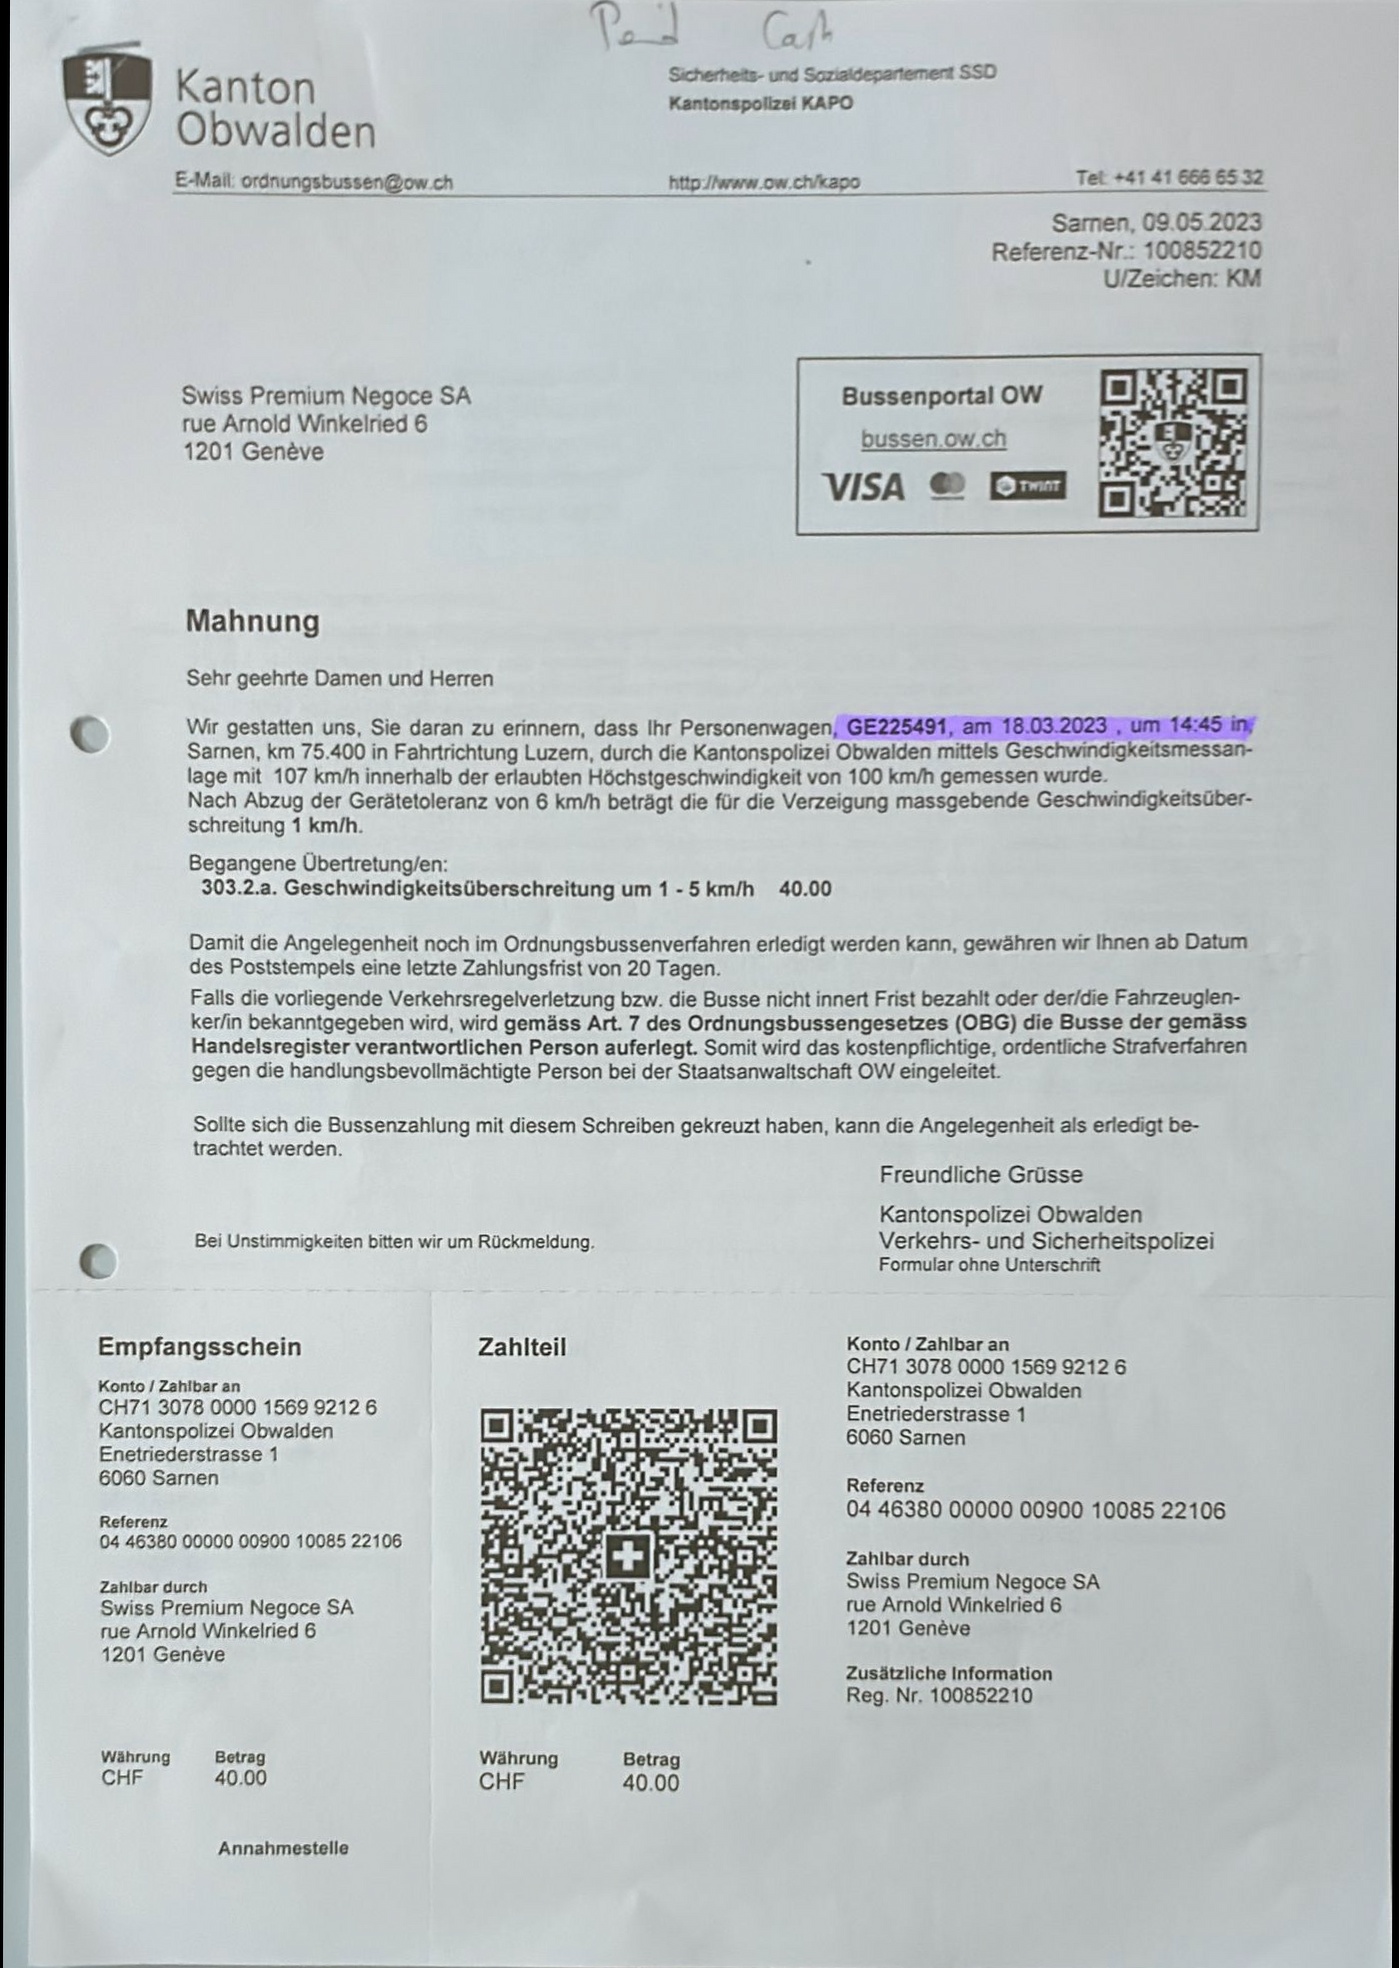 Paid Cash
Kanton
Obwalden
Sicherheits- und Sozialdepartement SSD
Kantonspolizei KAPO
E-Mail: ordnungsbussen@ow.ch
http://www.ow.ch/kapo
Tel: +41 41 666 65 32
Sarnen, 09.05.2023
Referenz-Nr.: 100852210
U/Zeichen: KM
Swiss Premium Negoce SA
rue Arnold Winkelried 6
1201 Genève
Bussenportal OW
bussen.ow.ch
VISA TWINT
Mahnung
Sehr geehrte Damen und Herren
Wir gestatten uns, Sie daran zu erinnern, dass Ihr Personenwagen, GE225491, am 18.03.2023 , um 14:45 in,
Sarnen, km 75.400 in Fahrtrichtung Luzern, durch die Kantonspolizei Obwalden mittels Geschwindigkeitsmessan-
lage mit 107 km/h innerhalb der erlaubten Höchstgeschwindigkeit von 100 km/h gemessen wurde.
Nach Abzug der Gerätetoleranz von 6 km/h beträgt die für die Verzeigung massgebende Geschwindigkeitsüber-
schreitung 1 km/h.
Begangene Übertretung/en:
303.2.a. Geschwindigkeitsüberschreitung um 1 - 5 km/h 40.00
Damit die Angelegenheit noch im Ordnungsbussenverfahren erledigt werden kann, gewähren wir Ihnen ab Datum
des Poststempels eine letzte Zahlungsfrist von 20 Tagen.
Falls die vorliegende Verkehrsregelverletzung bzw. die Busse nicht innert Frist bezahlt oder der/die Fahrzeuglen-
ker/in bekanntgegeben wird, wird gemäss Art. 7 des Ordnungsbussengesetzes (OBG) die Busse der gemäss
Handelsregister verantwortlichen Person auferlegt. Somit wird das kostenpflichtige, ordentliche Strafverfahren
gegen die handlungsbevollmächtigte Person bei der Staatsanwaltschaft OW eingeleitet.
Sollte sich die Bussenzahlung mit diesem Schreiben gekreuzt haben, kann die Angelegenheit als erledigt be-
trachtet werden.
Freundliche Grüsse
Kantonspolizei Obwalden
Verkehrs- und Sicherheitspolizei
Formular ohne Unterschrift
Bei Unstimmigkeiten bitten wir um Rückmeldung.
Empfangsschein
Konto / Zahlbar an
CH71 3078 0000 1569 9212 6
Kantonspolizei Obwalden
Enetriederstrasse 1
6060 Sarnen
Referenz
04 46380 00000 00900 10085 22106
Zahlbar durch
Swiss Premium Negoce SA
rue Arnold Winkelried 6
1201 Genève
Währung Betrag
CHF 40.00
Annahmestelle
Zahlteil
Währung Betrag
CHF 40.00
Konto / Zahlbar an
CH71 3078 0000 1569 9212 6
Kantonspolizei Obwalden
Enetriederstrasse 1
6060 Sarnen
Referenz
04 46380 00000 00900 10085 22106
Zahlbar durch
Swiss Premium Negoce SA
rue Arnold Winkelried 6
1201 Genève
Zusätzliche Information
Reg. Nr. 100852210